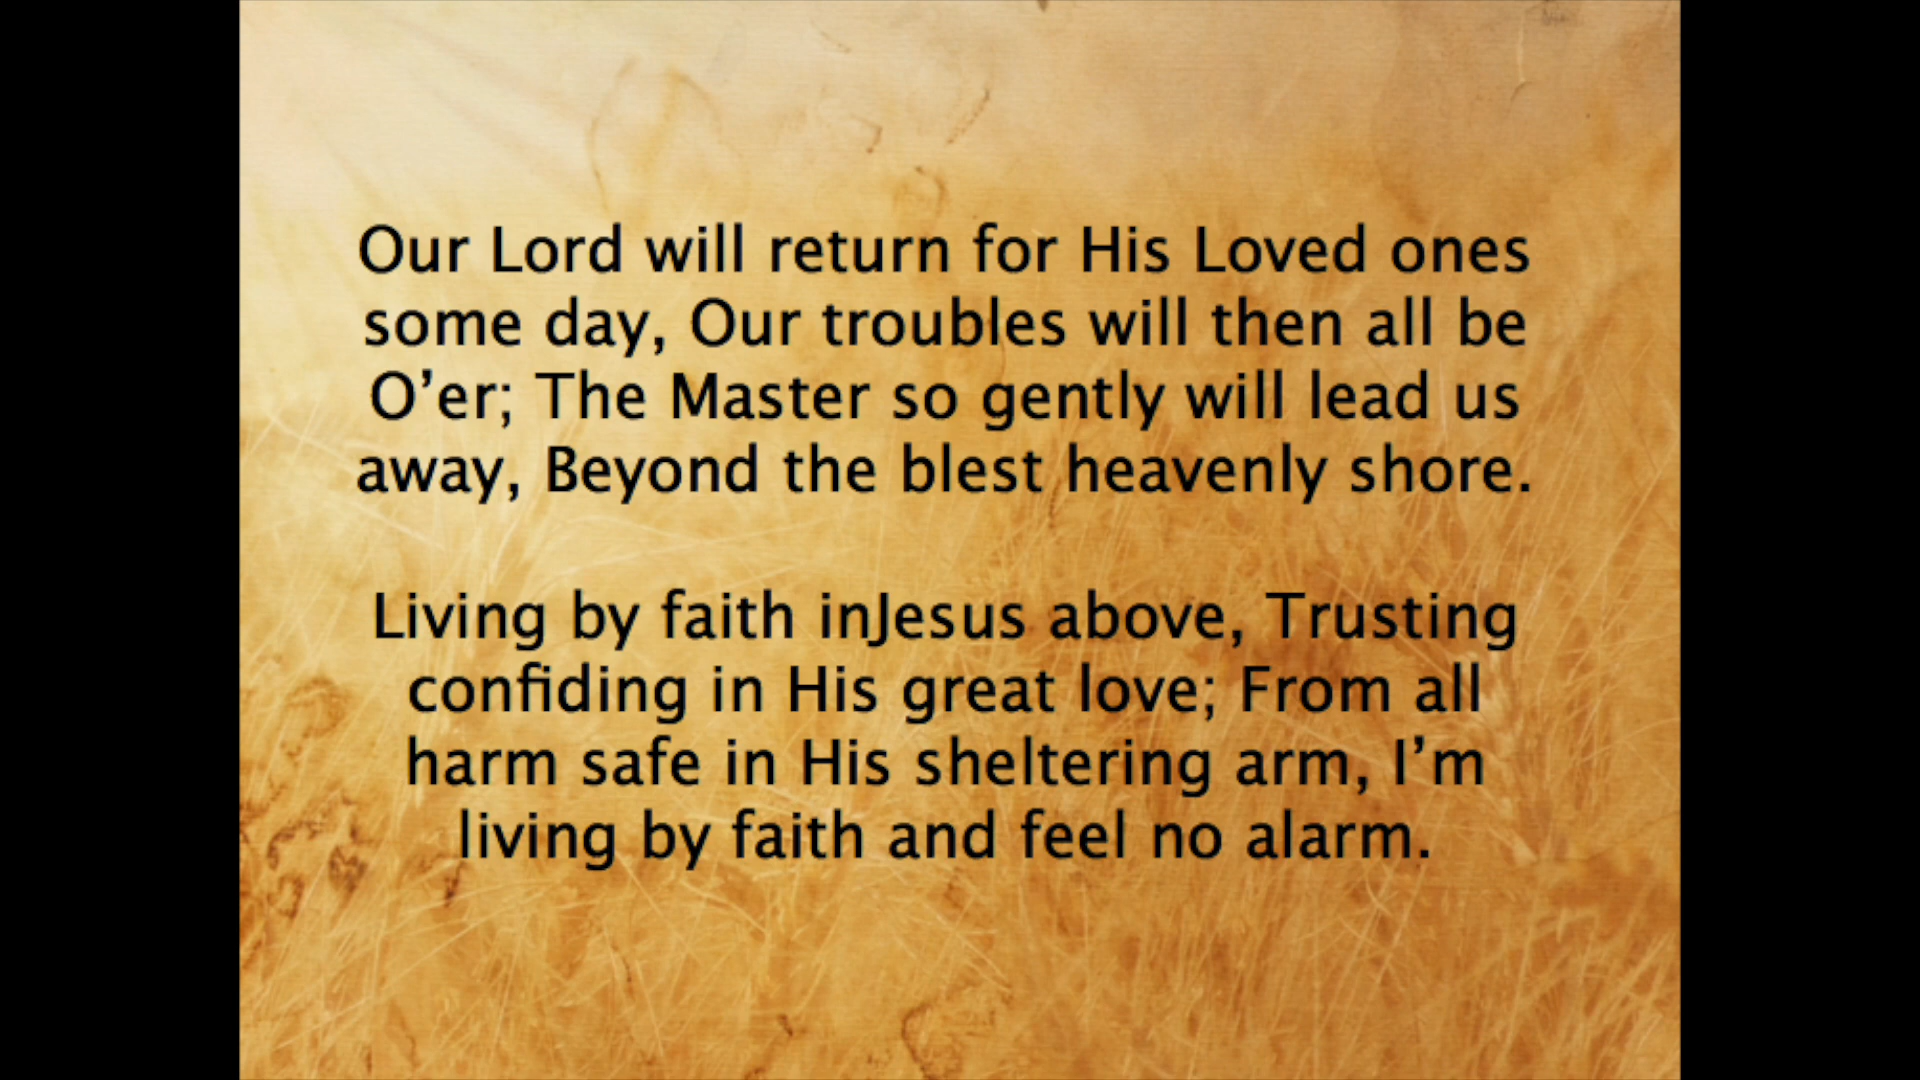 Our Lord will return for His Loved ones
some day, Our troubles will then all be
O’er; The Master so gently will lead us
away, Beyond the blest heavenly shore.
Living by faith inJesus above, Trusting
confiding in His great love; From all
harm safe in His sheltering arm, I’m
living by faith and feel no alarm.